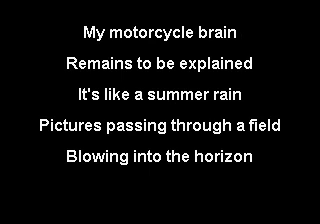 My motorcycle brain
Remains to be explained
It's like a summer rain
Pictures passing through a field
Blowing into the horizon